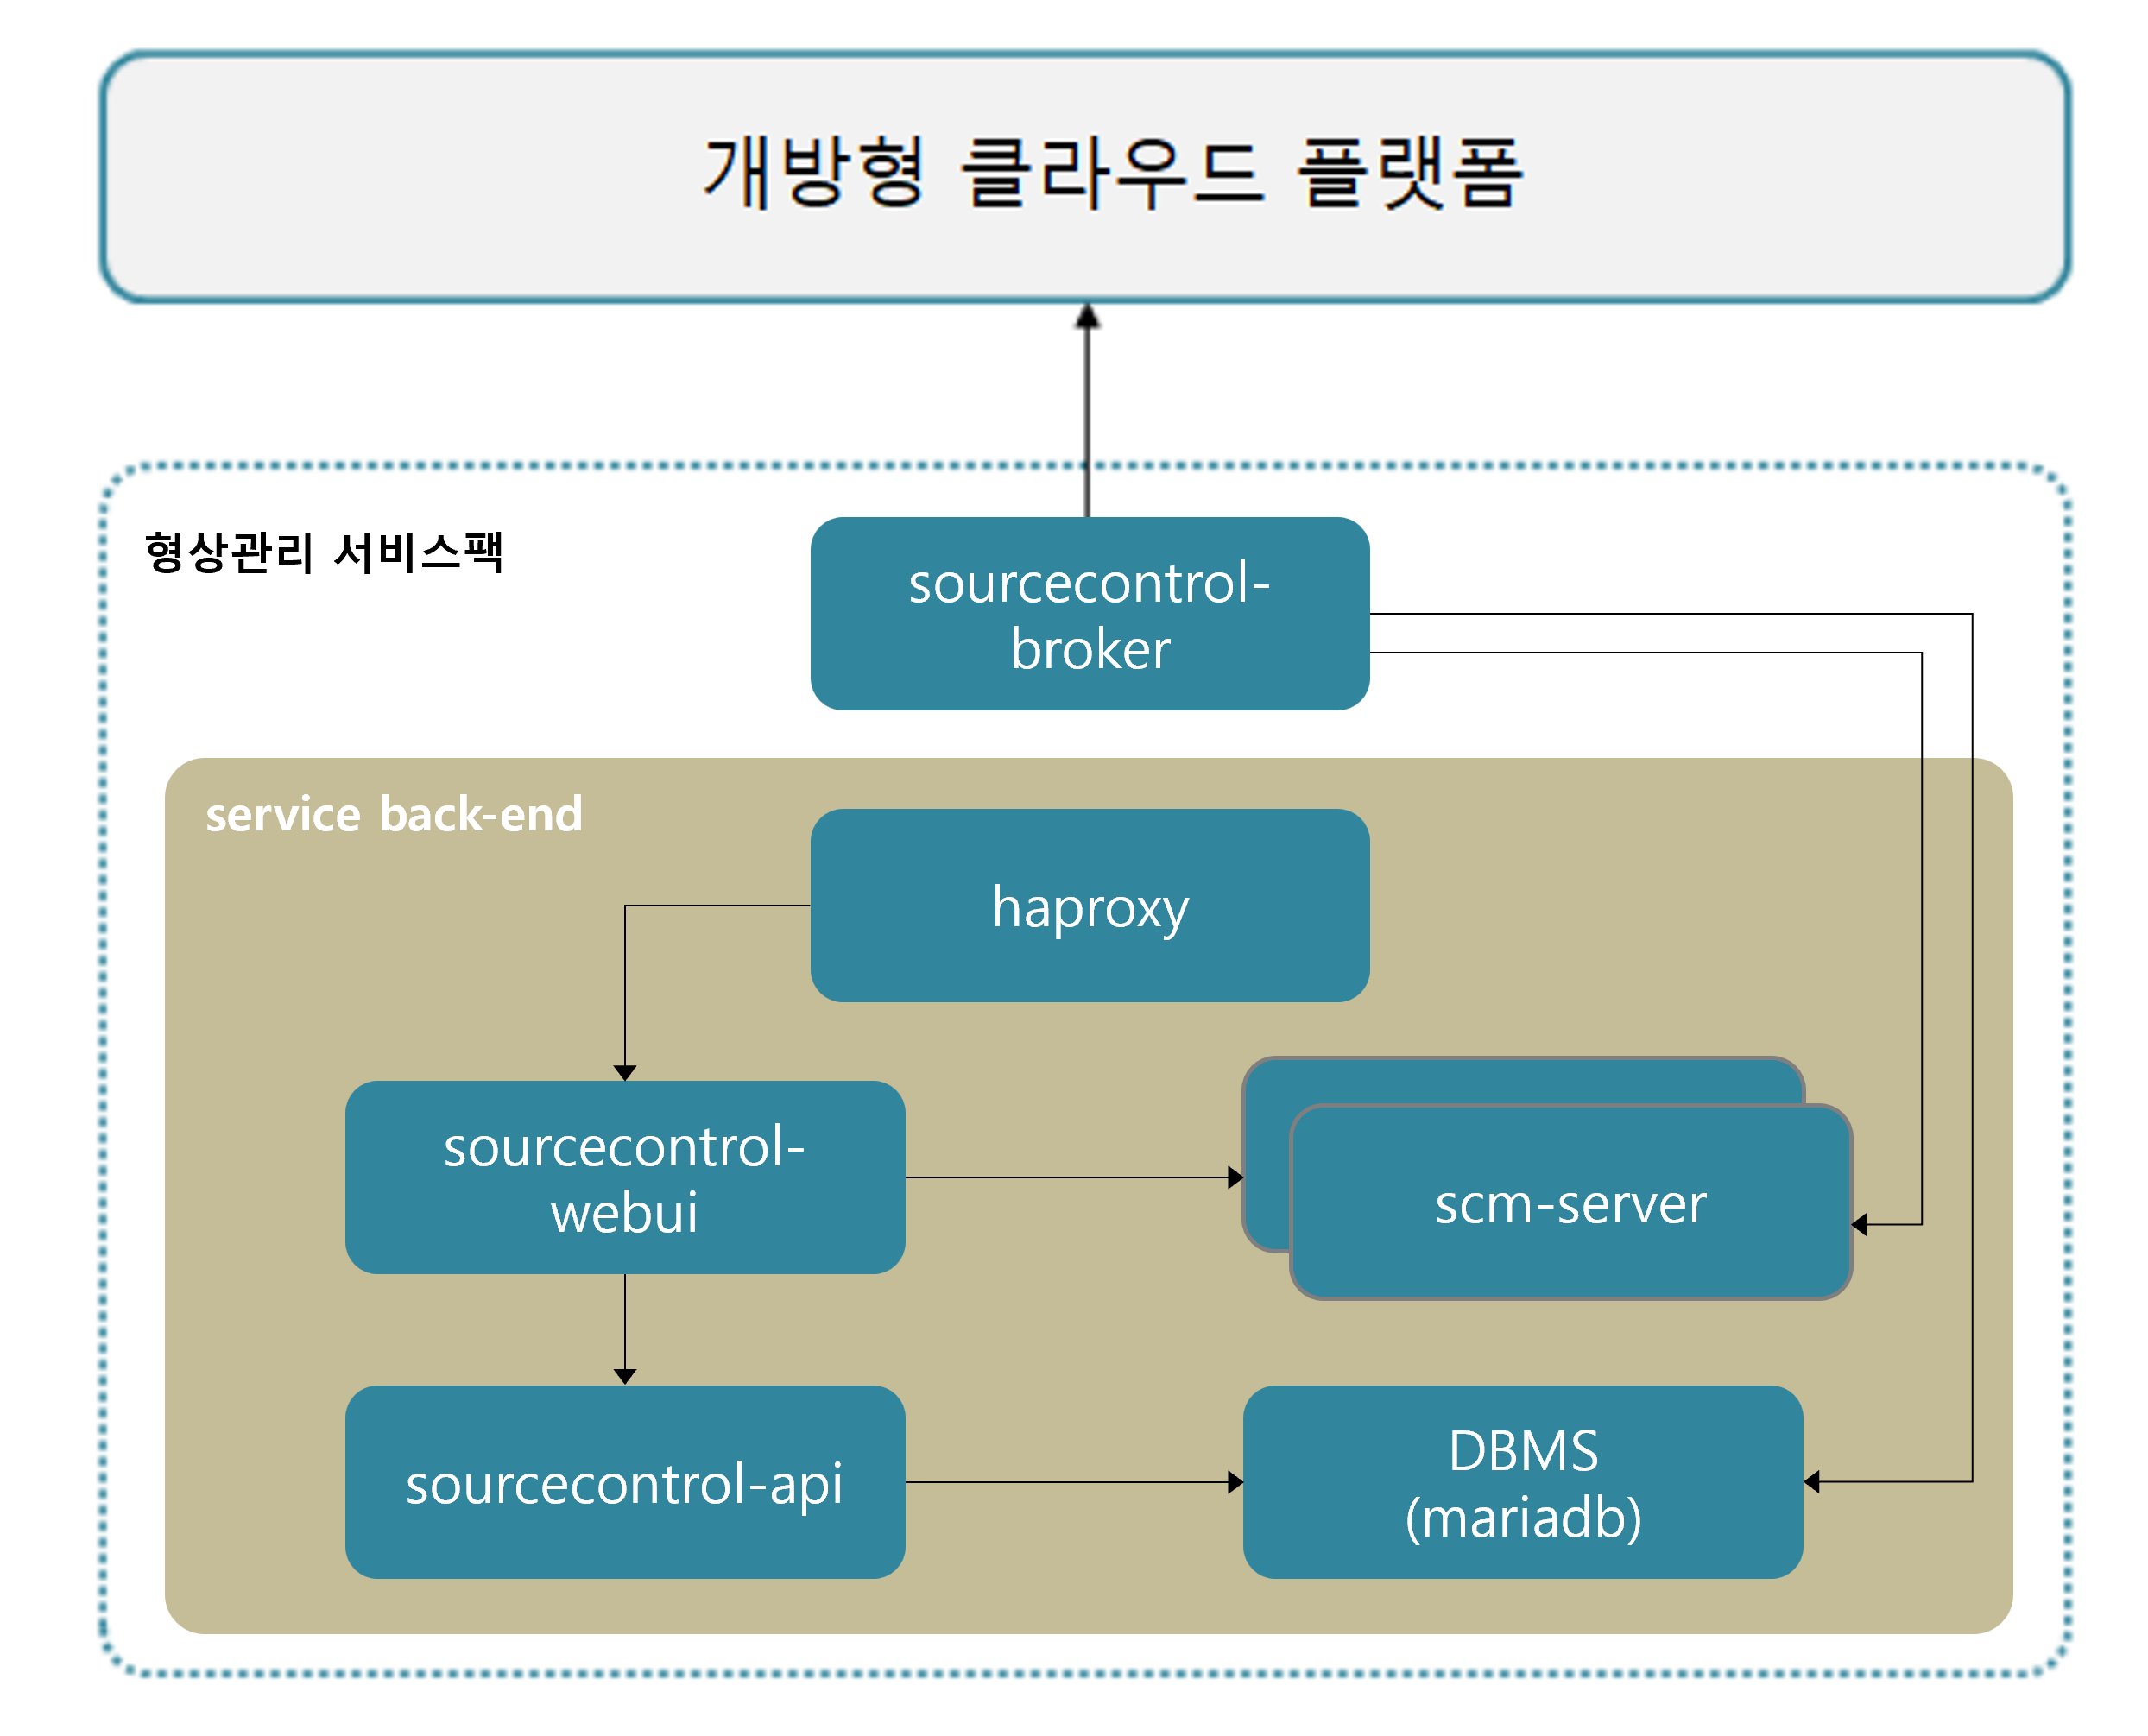 개방형 클라우드 플랫폼
형상관리 서비스팩
sourcecontrol-
broker
service back-end
haproxy
sourcecontrol-
webui
scm-server
sourcecontrol-api
DBMS
(mariadb)